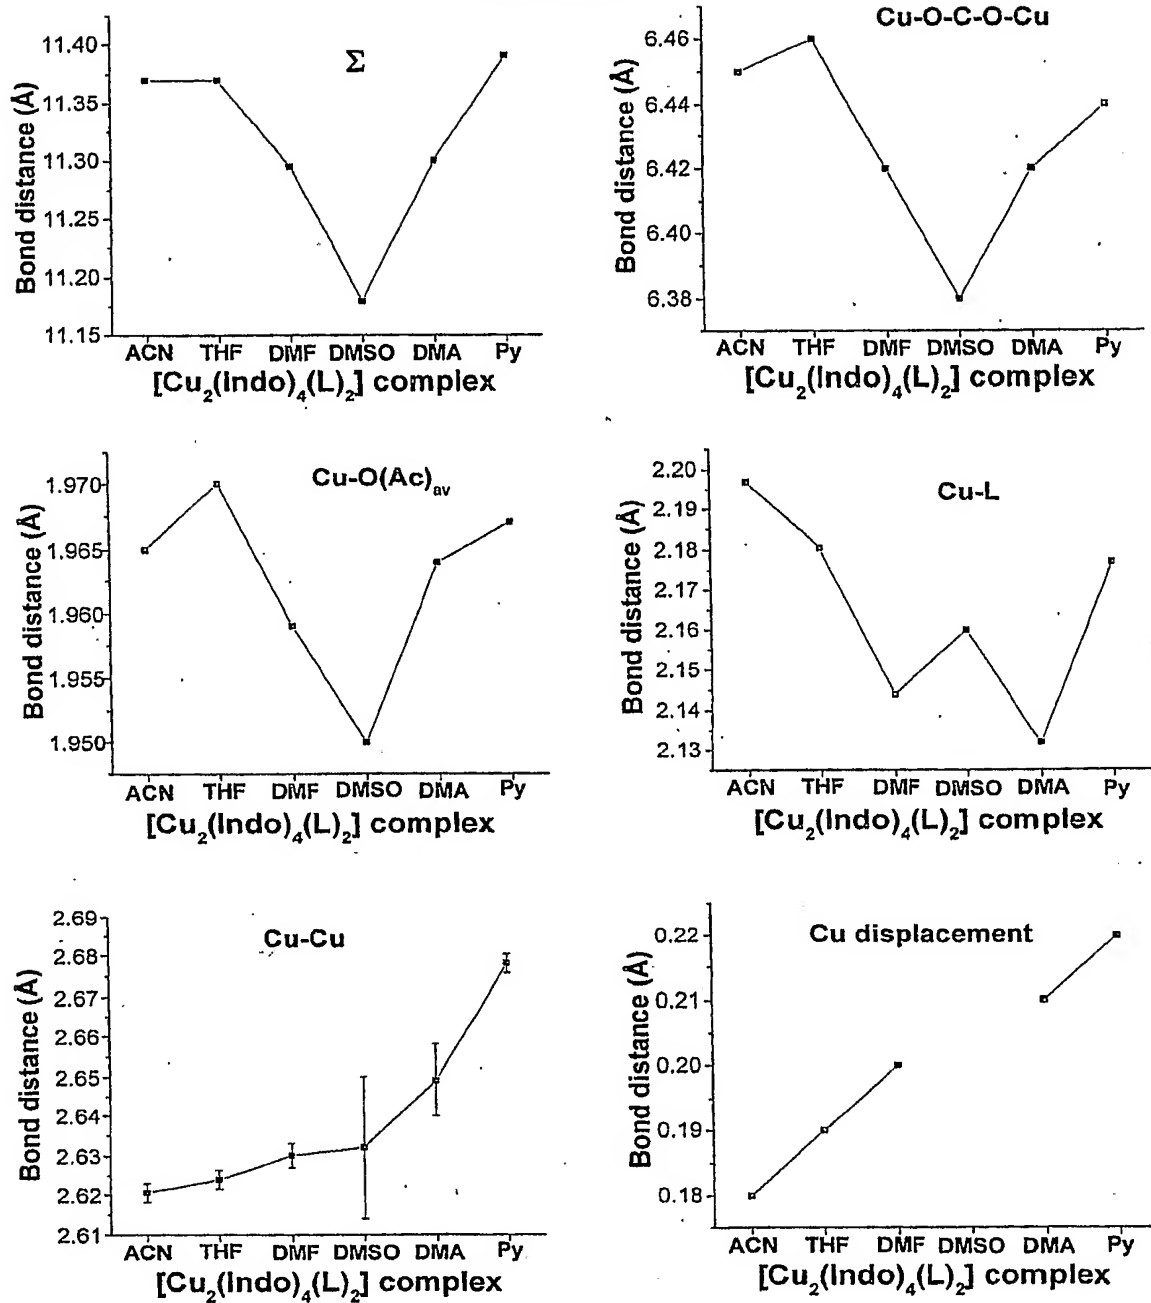 Σ
Bond distance (Å)
11.40
11.35
11.30
11.25
11.20
11.15
ACN THF DMF DMSO DMA Py
[Cu₂(Indo)₄(L)₂] complex
Cu-O-C-O-Cu
Bond distance (Å)
6.46
6.44
6.42
6.40
6.38
ACN THF DMF DMSO DMA Py
[Cu₂(Indo)₄(L)₂] complex
Cu-O(Ac)av
Bond distance (Å)
1.970
1.965
1.960
1.955
1.950
ACN THF DMF DMSO DMA Py
[Cu₂(Indo)₄(L)₂] complex
Cu-L
Bond distance (Å)
2.20
2.19
2.18
2.17
2.16
2.15
2.14
2.13
ACN THF DMF DMSO DMA Py
[Cu₂(Indo)₄(L)₂] complex
Cu-Cu
Bond distance (Å)
2.69
2.68
2.67
2.66
2.65
2.64
2.63
2.62
2.61
ACN THF DMF DMSO DMA Py
[Cu₂(Indo)₄(L)₂] complex
Cu displacement
Bond distance (Å)
0.22
0.21
0.20
0.19
0.18
ACN THF DMF DMSO DMA Py
[Cu₂(Indo)₄(L)₂] complex